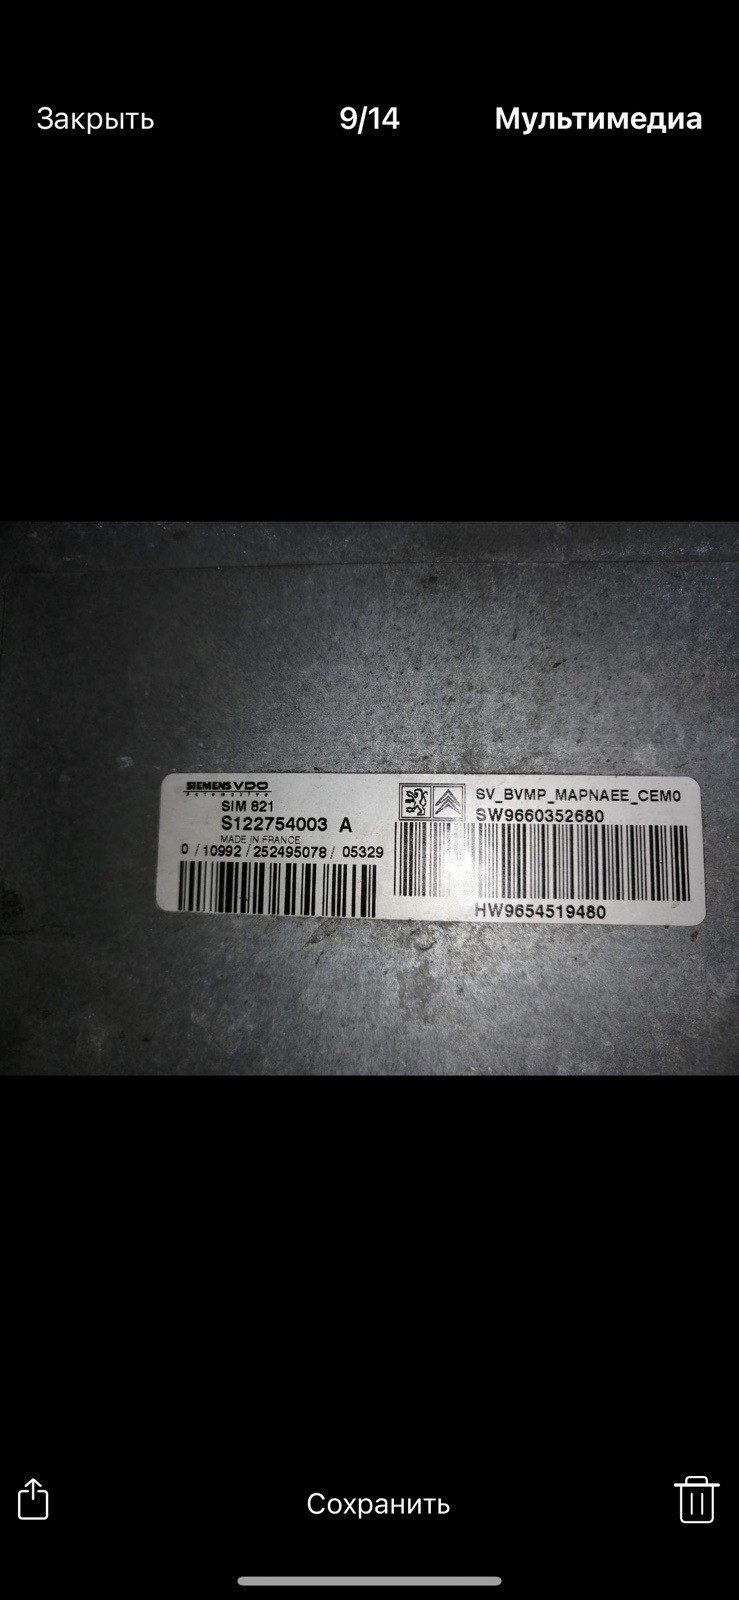 Закрыть
9/14
Мультимедиа
SIEMENS VDO
Automotive
SIM 821
S122754003 A
MADE IN FRANCE
0 / 10992 / 252495078 / 05329
SV_BVMP_MAPNAEE_CEM0
SW9660352680
HW9654519480
Сохранить